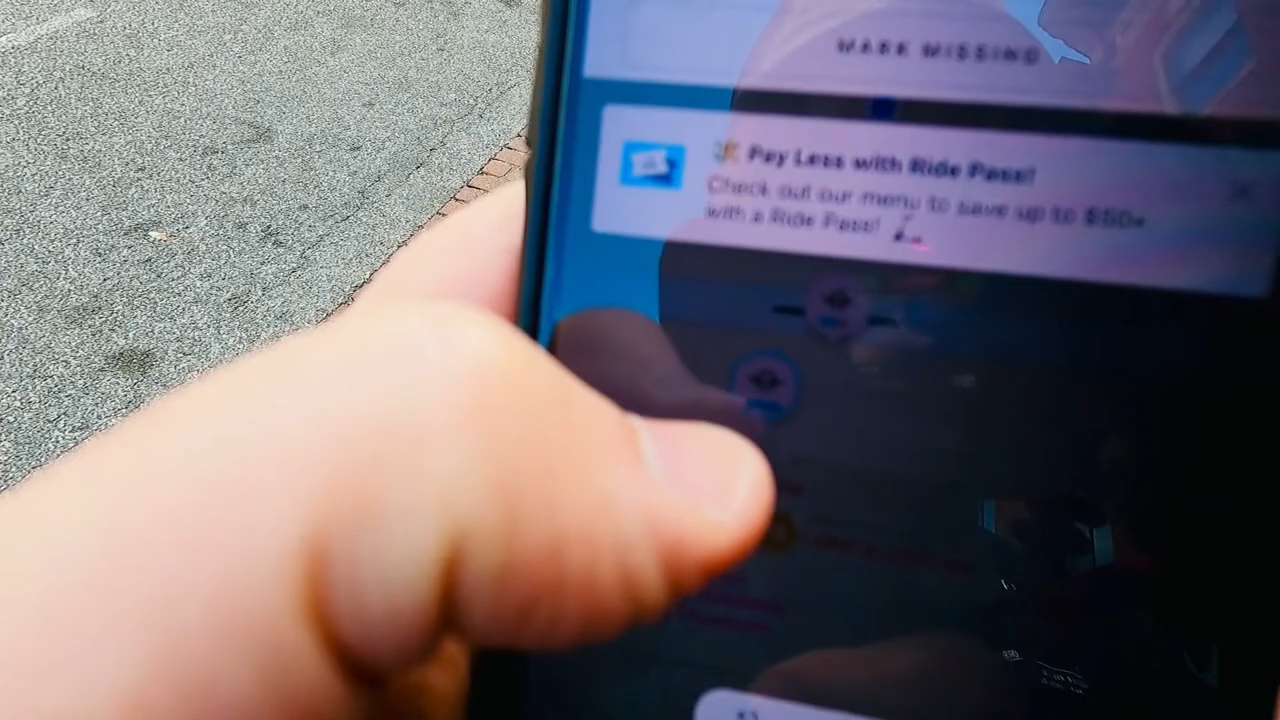 MARK MISSING
Pay Less with Ride Pass!
Check out our menu to save up to $50+
with a Ride Pass!